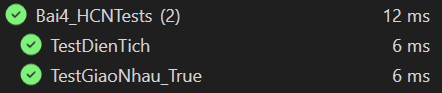 Bai4_HCNTests (2) 12 ms
TestDienTich 6 ms
TestGiaoNhau_True 6 ms